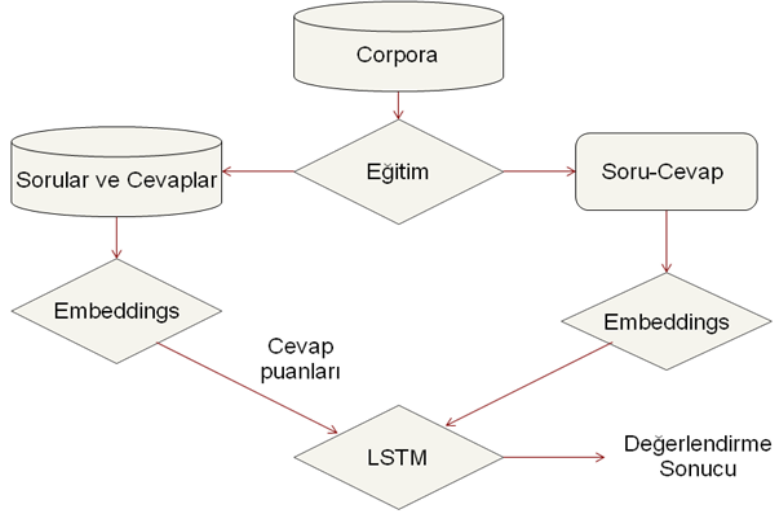 Corpora
Sorular ve Cevaplar
Eğitim
Soru-Cevap
Embeddings
Embeddings
Cevap
puanları
LSTM
Değerlendirme
Sonucu